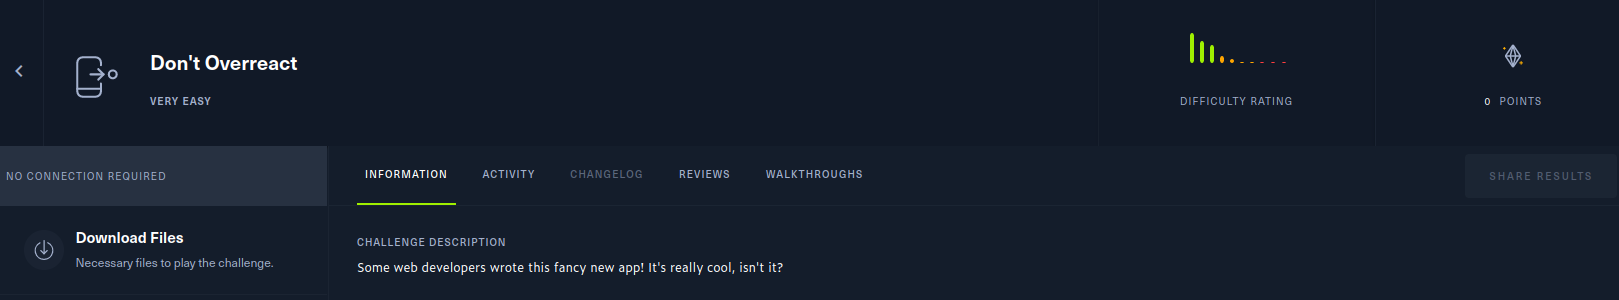 Don't Overreact
VERY EASY
DIFFICULTY RATING
0 POINTS
NO CONNECTION REQUIRED
INFORMATION ACTIVITY CHANGELOG REVIEWS WALKTHROUGHS
SHARE RESULTS
Download Files
Necessary files to play the challenge.
CHALLENGE DESCRIPTION
Some web developers wrote this fancy new app! It's really cool, isn't it?